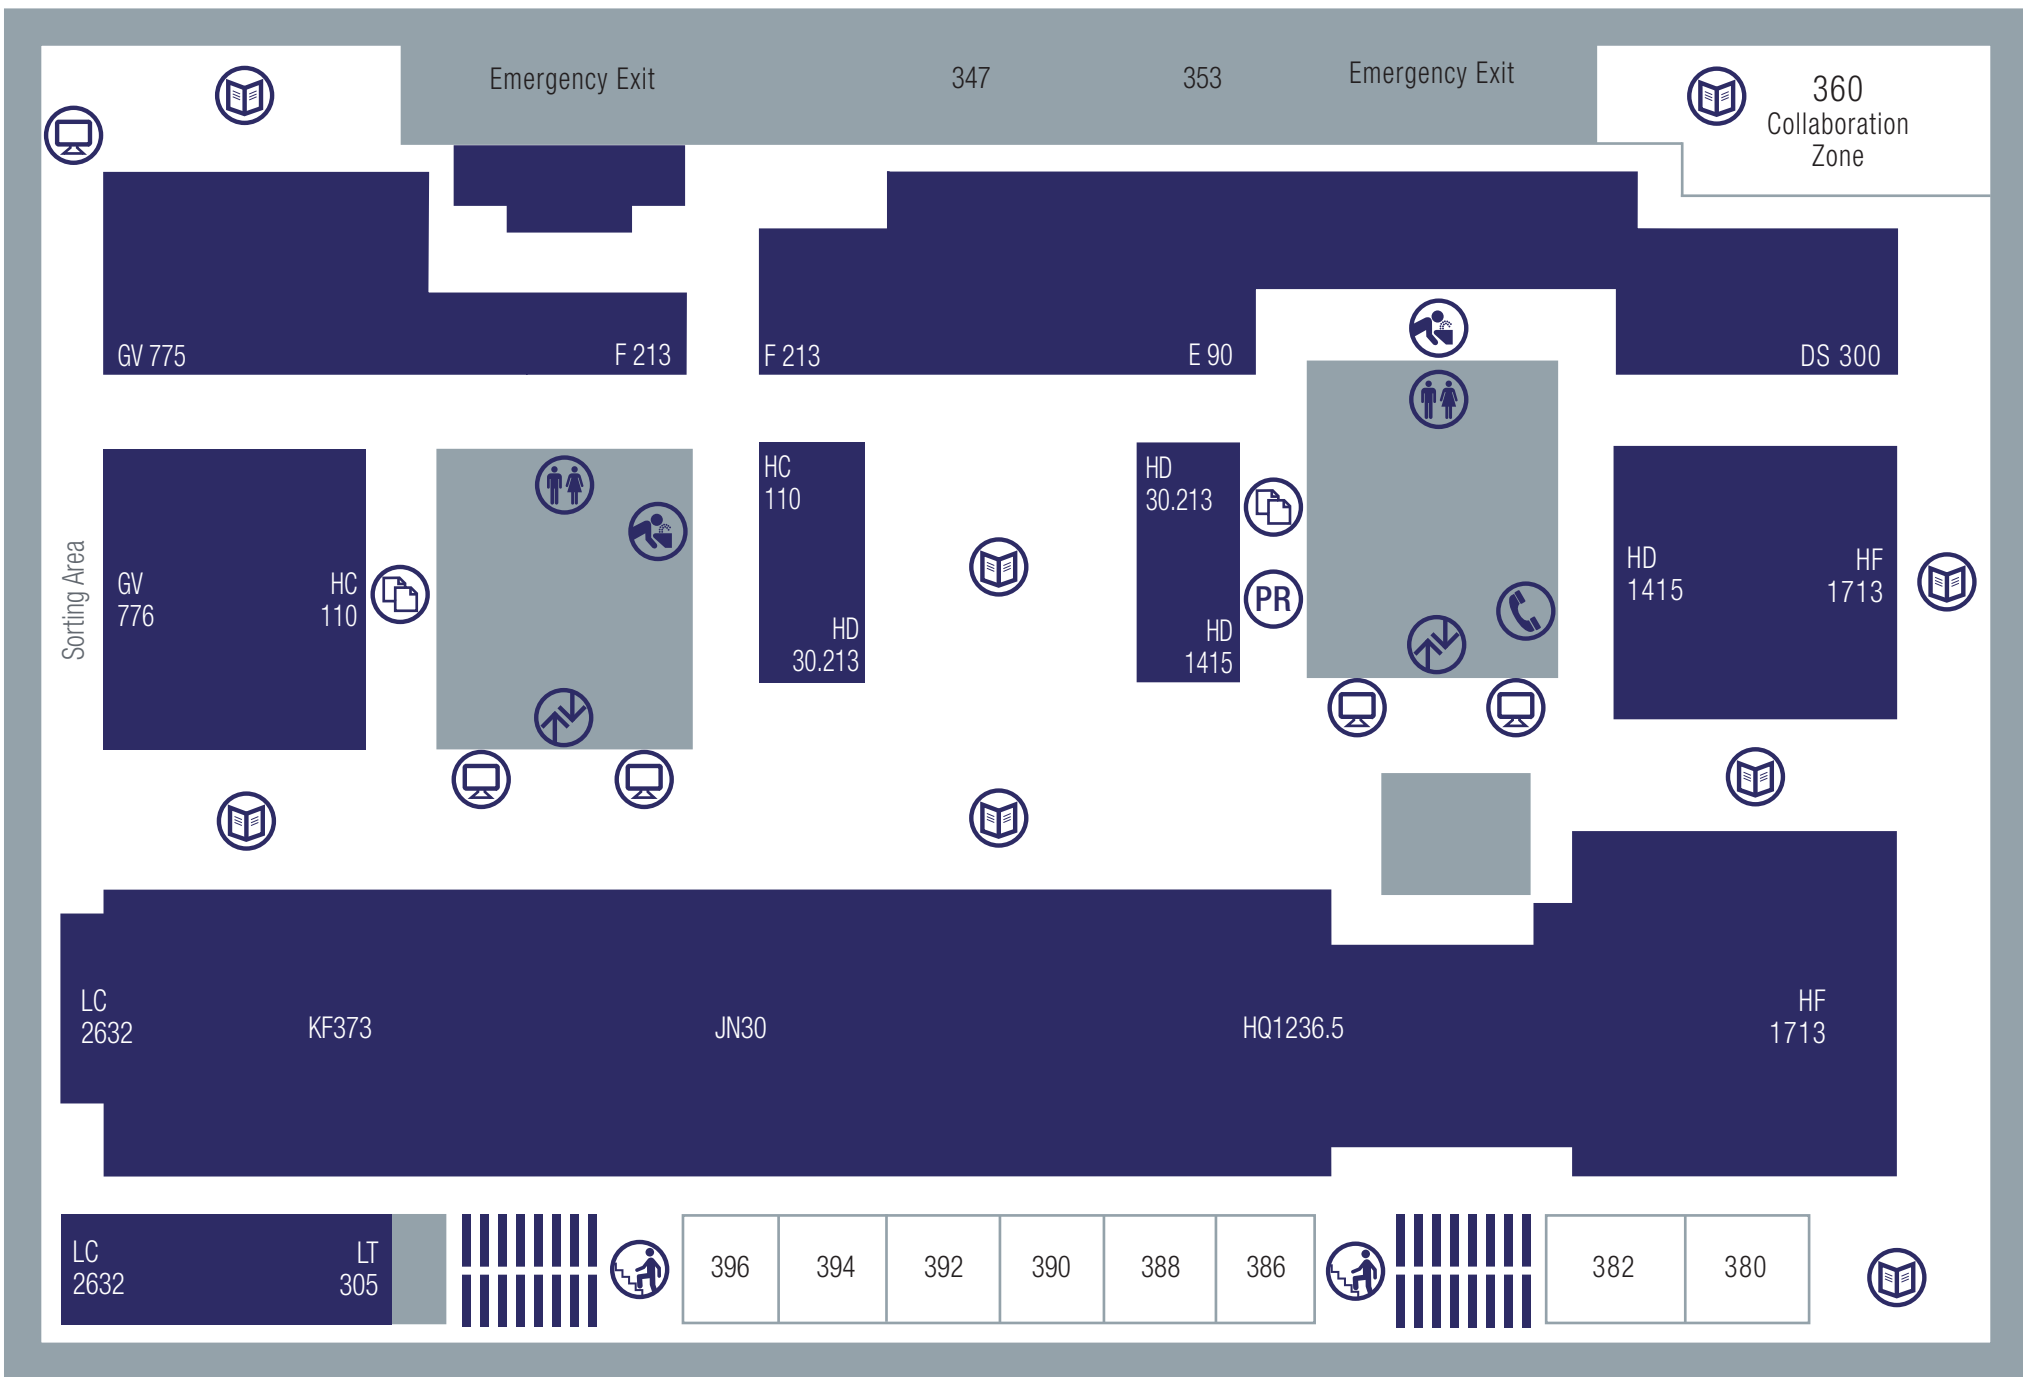 Emergency Exit
347
353
Emergency Exit
360
Collaboration
Zone
GV 775
F 213
F 213
E 90
DS 300
Sorting Area
GV
776
HC
110
HC
110
HD
30.213
HD
30.213
HD
1415
PR
HD
1415
HF
1713
LC
2632
KF373
JN30
HQ1236.5
HF
1713
LC
2632
LT
305
396
394
392
390
388
386
382
380